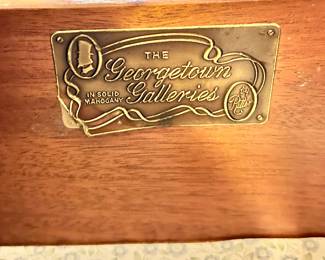 THE
Georgetown
Galleries
IN SOLID
MAHOGANY